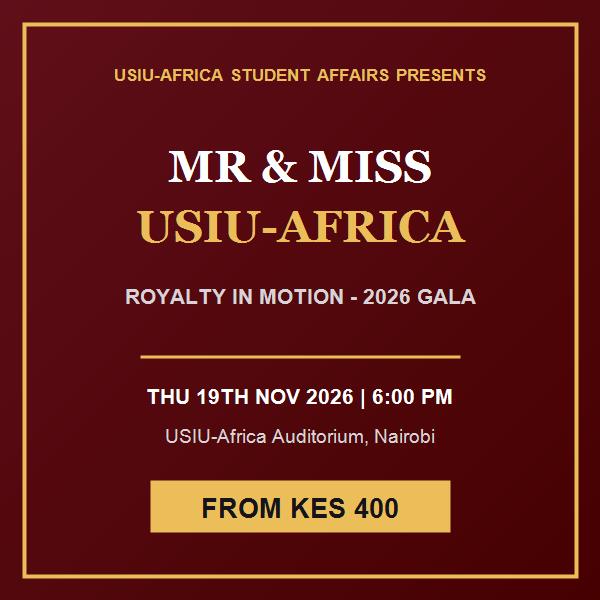 USIU-AFRICA STUDENT AFFAIRS PRESENTS
MR & MISS
USIU-AFRICA
ROYALTY IN MOTION - 2026 GALA
THU 19TH NOV 2026 | 6:00 PM
USIU-Africa Auditorium, Nairobi
FROM KES 400